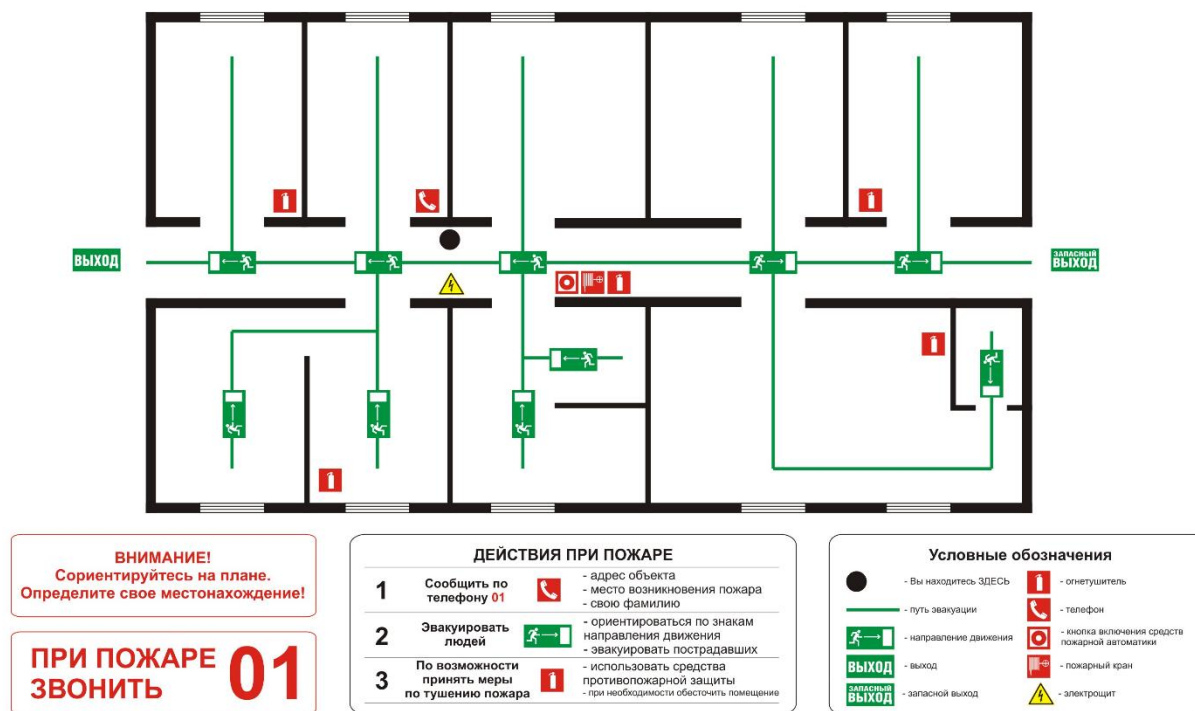 ВЫХОД
ЗАПАСНЫЙ
ВЫХОД
ВНИМАНИЕ!
Сориентируйтесь на плане.
Определите свое местонахождение!
ПРИ ПОЖАРЕ
ЗВОНИТЬ
01
ДЕЙСТВИЯ ПРИ ПОЖАРЕ
1
Сообщить по
телефону 01
- адрес объекта
- место возникновения пожара
- свою фамилию
2
Эвакуировать
людей
- ориентироваться по знакам
направления движения
- эвакуировать пострадавших
3
По возможности
принять меры
по тушению пожара
- использовать средства
противопожарной защиты
- при необходимости обесточить помещение
Условные обозначения
- Вы находитесь ЗДЕСЬ
- путь эвакуации
- направление движения
ВЫХОД - выход
ЗАПАСНЫЙ
ВЫХОД - запасной выход
- огнетушитель
- телефон
- кнопка включения средств
пожарной автоматики
- пожарный кран
- электрощит